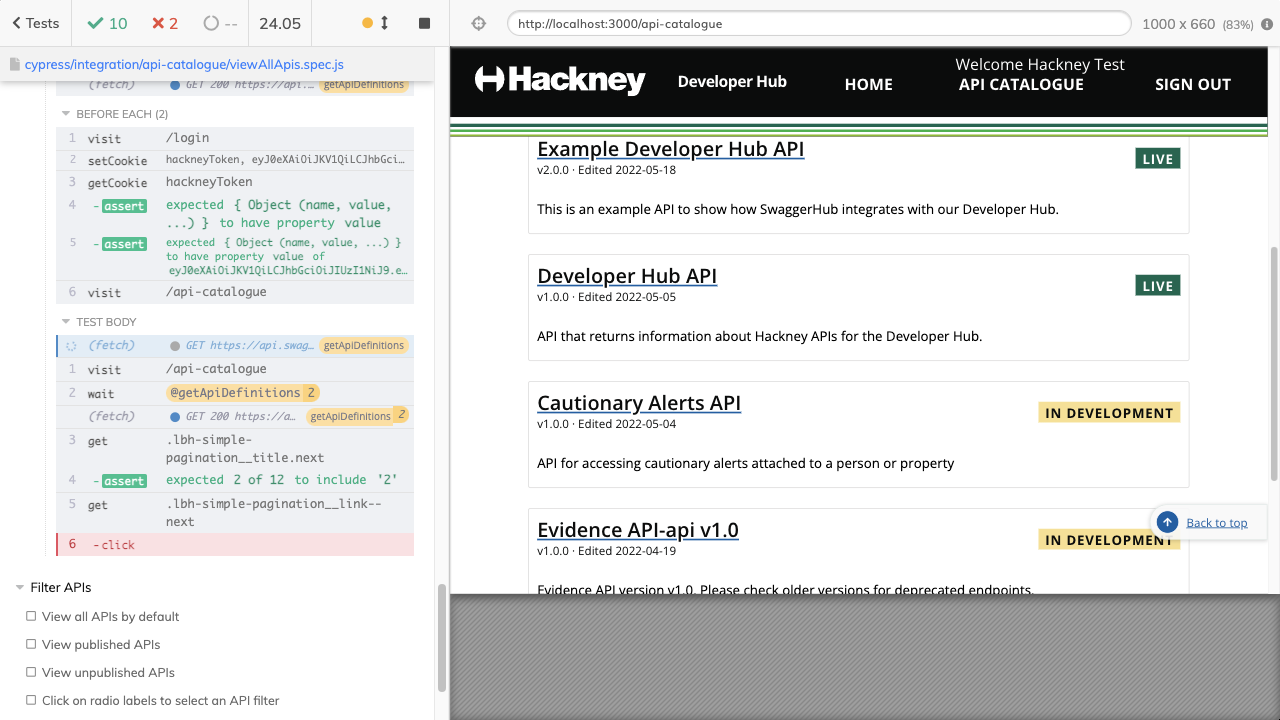 Tests
10
2
--
24.05
http://localhost:3000/api-catalogue
1000 x 660 (83%)
cypress/integration/api-catalogue/viewAllApis.spec.js
(fetch) GET 200 https://api.... getApiDefinitions
BEFORE EACH (2)
1 visit /login
2 setCookie hackneyToken, eyJ0eXAiOiJKV1QiLCJhbGci...
3 getCookie hackneyToken
4 -assert expected { Object (name, value,
...) } to have property value
5 -assert expected { Object (name, value, ...) }
to have property value of
eyJ0eXAiOiJKV1QiLCJhbGciOiJIUzI1NiJ9.e...
6 visit /api-catalogue
TEST BODY
(fetch) GET https://api.swag... getApiDefinitions
1 visit /api-catalogue
2 wait @getApiDefinitions 2
(fetch) GET 200 https://a... getApiDefinitions 2
3 get .lbh-simple-
pagination__title.next
4 -assert expected 2 of 12 to include '2'
5 get .lbh-simple-pagination__link--
next
6 -click
Filter APIs
View all APIs by default
View published APIs
View unpublished APIs
Click on radio labels to select an API filter
Hackney
Developer Hub
Welcome Hackney Test
HOME
API CATALOGUE
SIGN OUT
Example Developer Hub API
LIVE
v2.0.0 · Edited 2022-05-18
This is an example API to show how SwaggerHub integrates with our Developer Hub.
Developer Hub API
LIVE
v1.0.0 · Edited 2022-05-05
API that returns information about Hackney APIs for the Developer Hub.
Cautionary Alerts API
IN DEVELOPMENT
v1.0.0 · Edited 2022-05-04
API for accessing cautionary alerts attached to a person or property
Back to top
Evidence API-api v1.0
IN DEVELOPMENT
v1.0.0 · Edited 2022-04-19
Evidence API version v1.0. Please check older versions for deprecated endpoints.